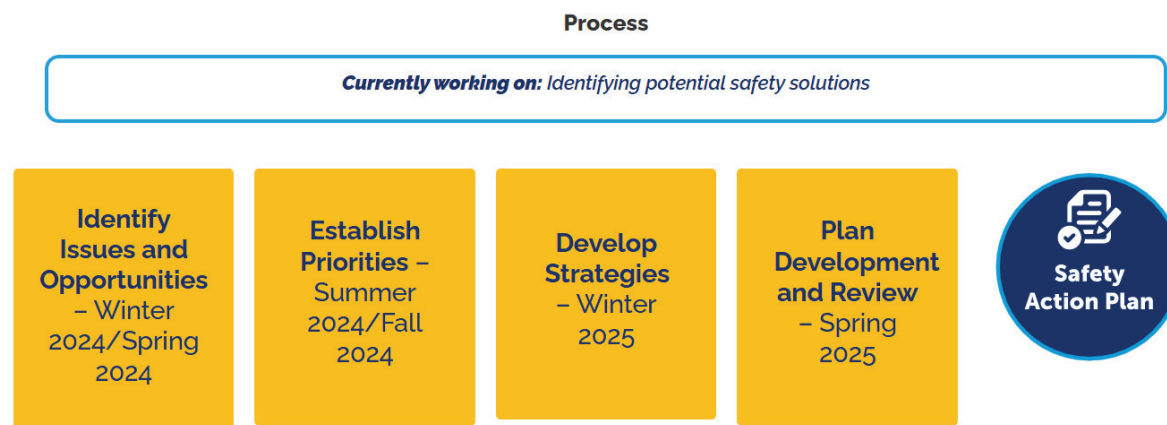 Process
Currently working on: Identifying potential safety solutions
Identify
Issues and
Opportunities
– Winter
2024/Spring
2024
Establish
Priorities –
Summer
2024/Fall
2024
Develop
Strategies
– Winter
2025
Plan
Development
and Review
– Spring
2025
Safety
Action Plan